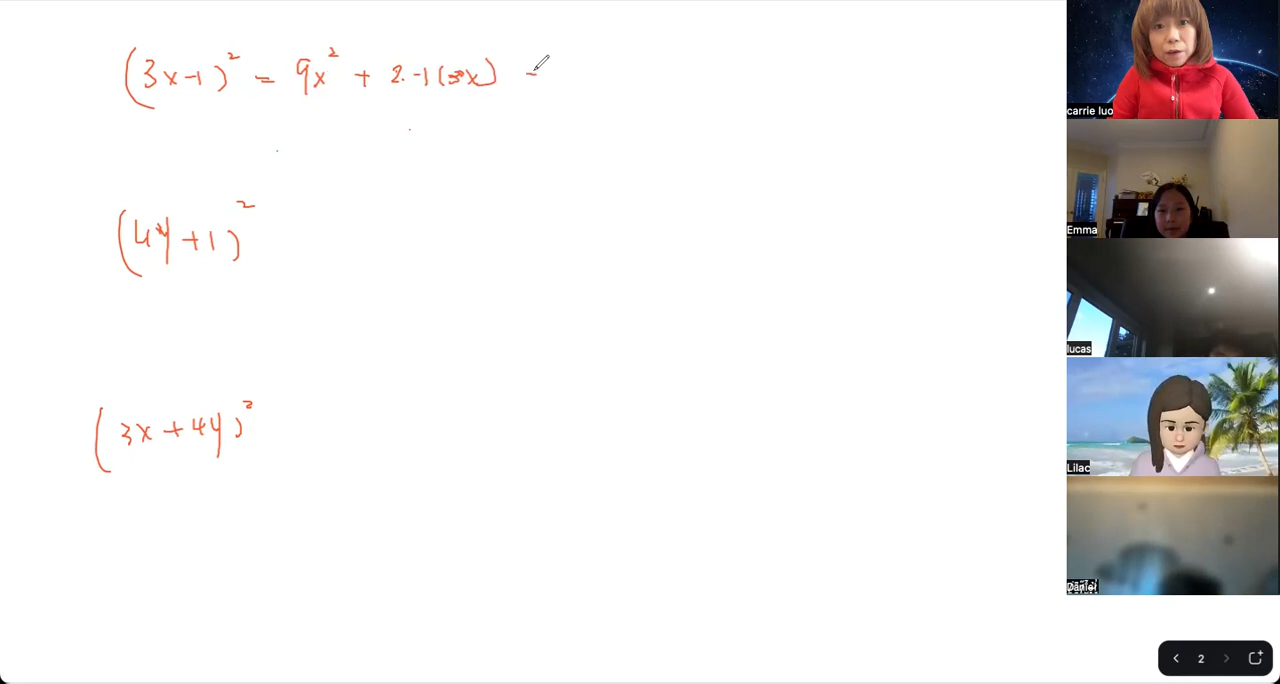 (3x-1)² = 9x² + 2·-1(3x) -
carrie luo
Emma
(4y+1)²
lucas
(3x+4y)²
Lilac
Daniel
2